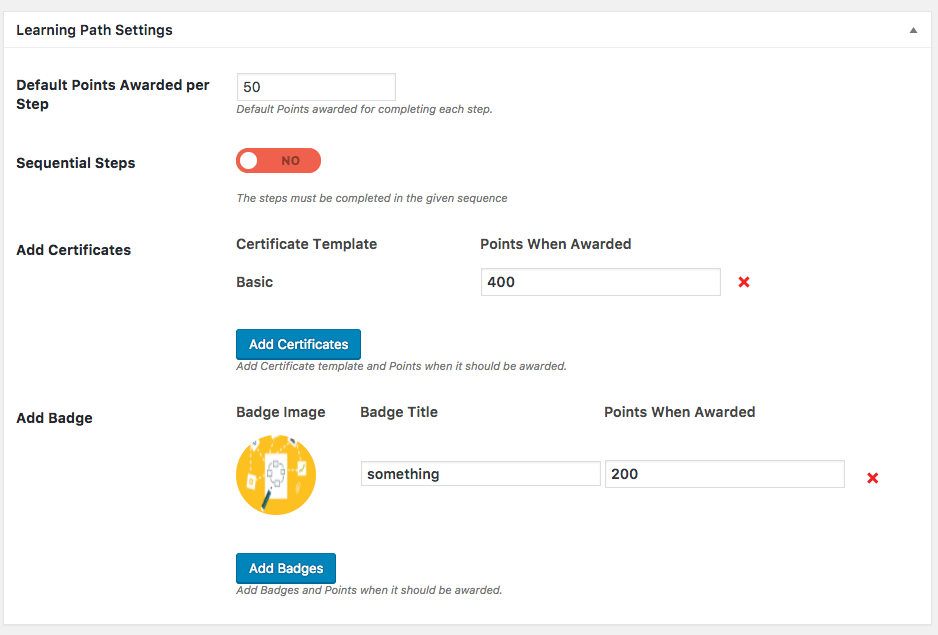 Learning Path Settings
Default Points Awarded per
Step
50
Default Points awarded for completing each step.
Sequential Steps
NO
The steps must be completed in the given sequence
Add Certificates
Certificate Template Points When Awarded
Basic 400
Add Certificates
Add Certificate template and Points when it should be awarded.
Add Badge
Badge Image Badge Title Points When Awarded
something 200
Add Badges
Add Badges and Points when it should be awarded.